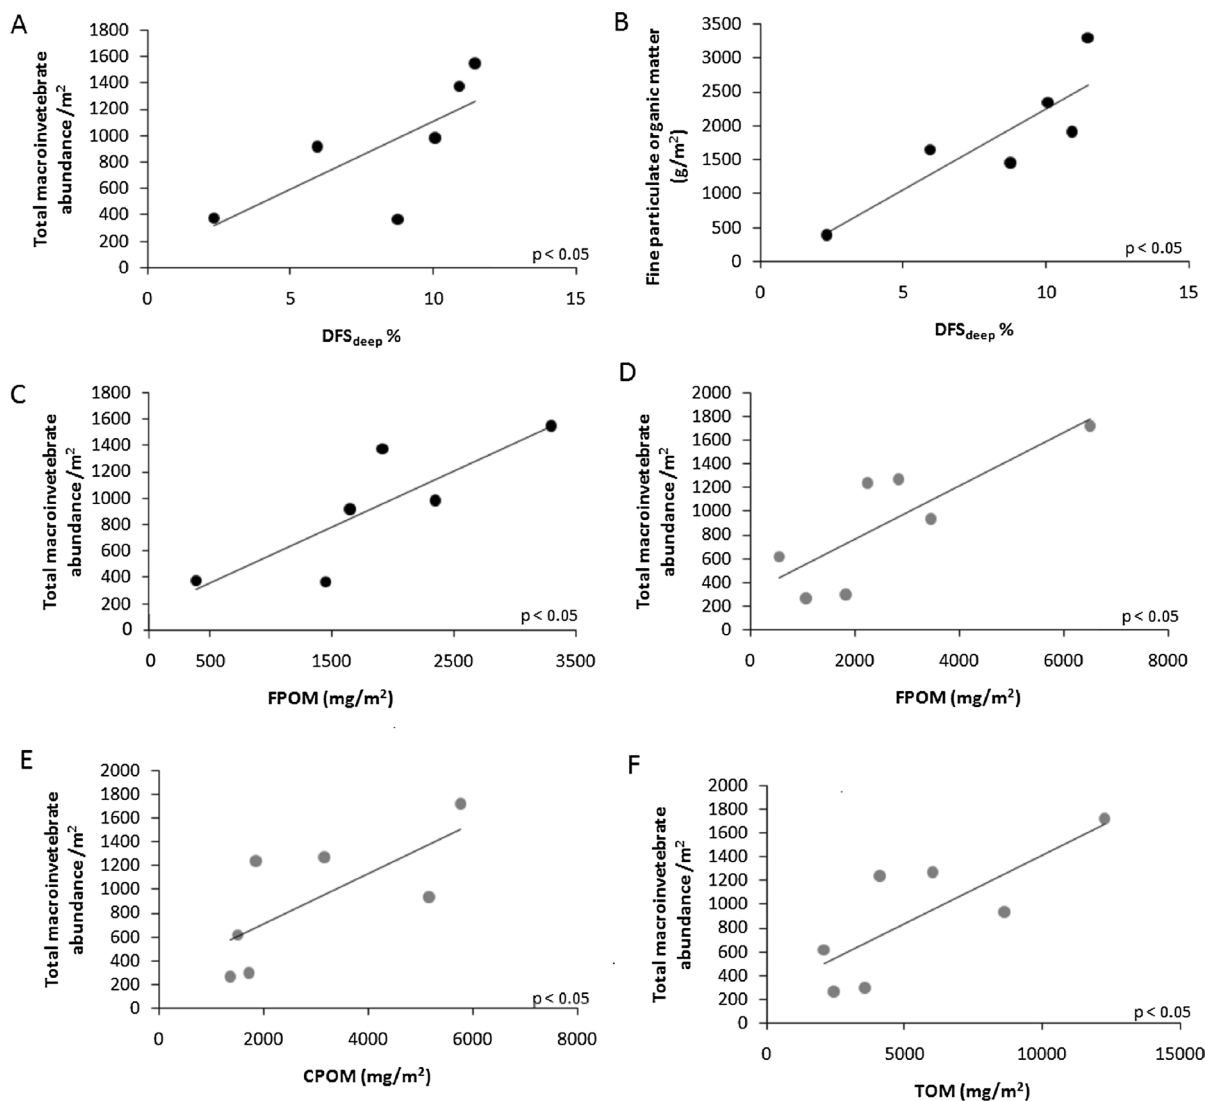 A
Total macroinvetebrate
abundance /m²
1800
1600
1400
1200
1000
800
600
400
200
0
0 5 10 15
p < 0.05
DFSdeep %
B
Fine particulate organic matter
(g/m²)
3500
3000
2500
2000
1500
1000
500
0
0 5 10 15
p < 0.05
DFSdeep %
C
Total macroinvetebrate
abundance /m²
1800
1600
1400
1200
1000
800
600
400
200
0
0 500 1500 2500 3500
p < 0.05
FPOM (mg/m²)
D
Total macroinvetebrate
abundance /m²
2000
1800
1600
1400
1200
1000
800
600
400
200
0
0 2000 4000 6000 8000
p < 0.05
FPOM (mg/m²)
E
Total macroinvetebrate
abundance /m²
2000
1800
1600
1400
1200
1000
800
600
400
200
0
0 2000 4000 6000 8000
p < 0.05
CPOM (mg/m²)
F
Total macroinvetebrate
abundance /m²
2000
1800
1600
1400
1200
1000
800
600
400
200
0
0 5000 10000 15000
p < 0.05
TOM (mg/m²)